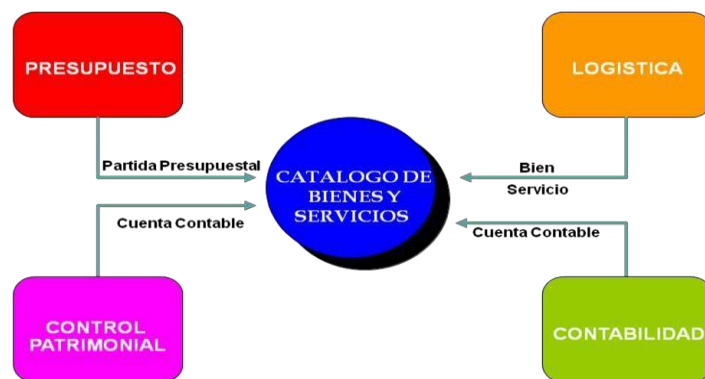 PRESUPUESTO
LOGISTICA
Partida Presupuestal
Bien
Servicio
CATALOGO DE
BIENES Y
SERVICIOS
Cuenta Contable
Cuenta Contable
CONTROL
PATRIMONIAL
CONTABILIDAD